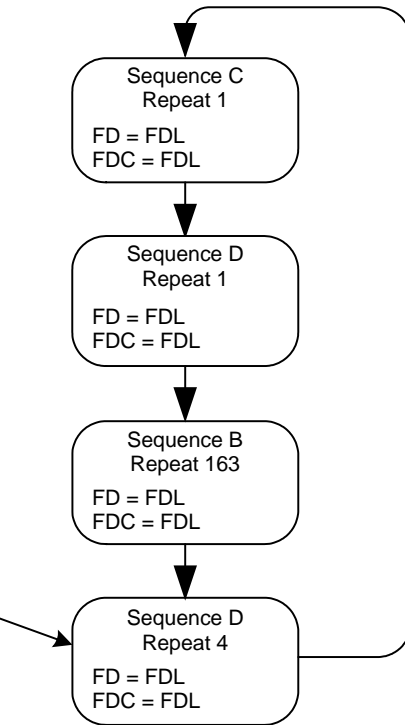 Sequence C
Repeat 1
FD = FDL
FDC = FDL
Sequence D
Repeat 1
FD = FDL
FDC = FDL
Sequence B
Repeat 163
FD = FDL
FDC = FDL
Sequence D
Repeat 4
FD = FDL
FDC = FDL